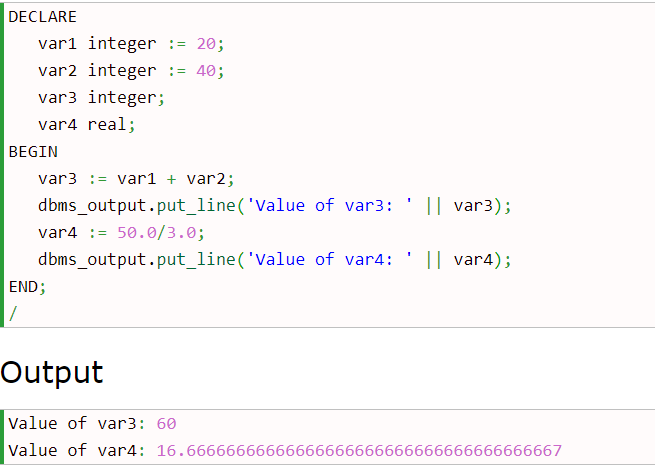 DECLARE
   var1 integer := 20;
   var2 integer := 40;
   var3 integer;
   var4 real;
BEGIN
   var3 := var1 + var2;
   dbms_output.put_line('Value of var3: ' || var3);
   var4 := 50.0/3.0;
   dbms_output.put_line('Value of var4: ' || var4);
END;
/
Output
Value of var3: 60
Value of var4: 16.66666666666666666666666666666666666667